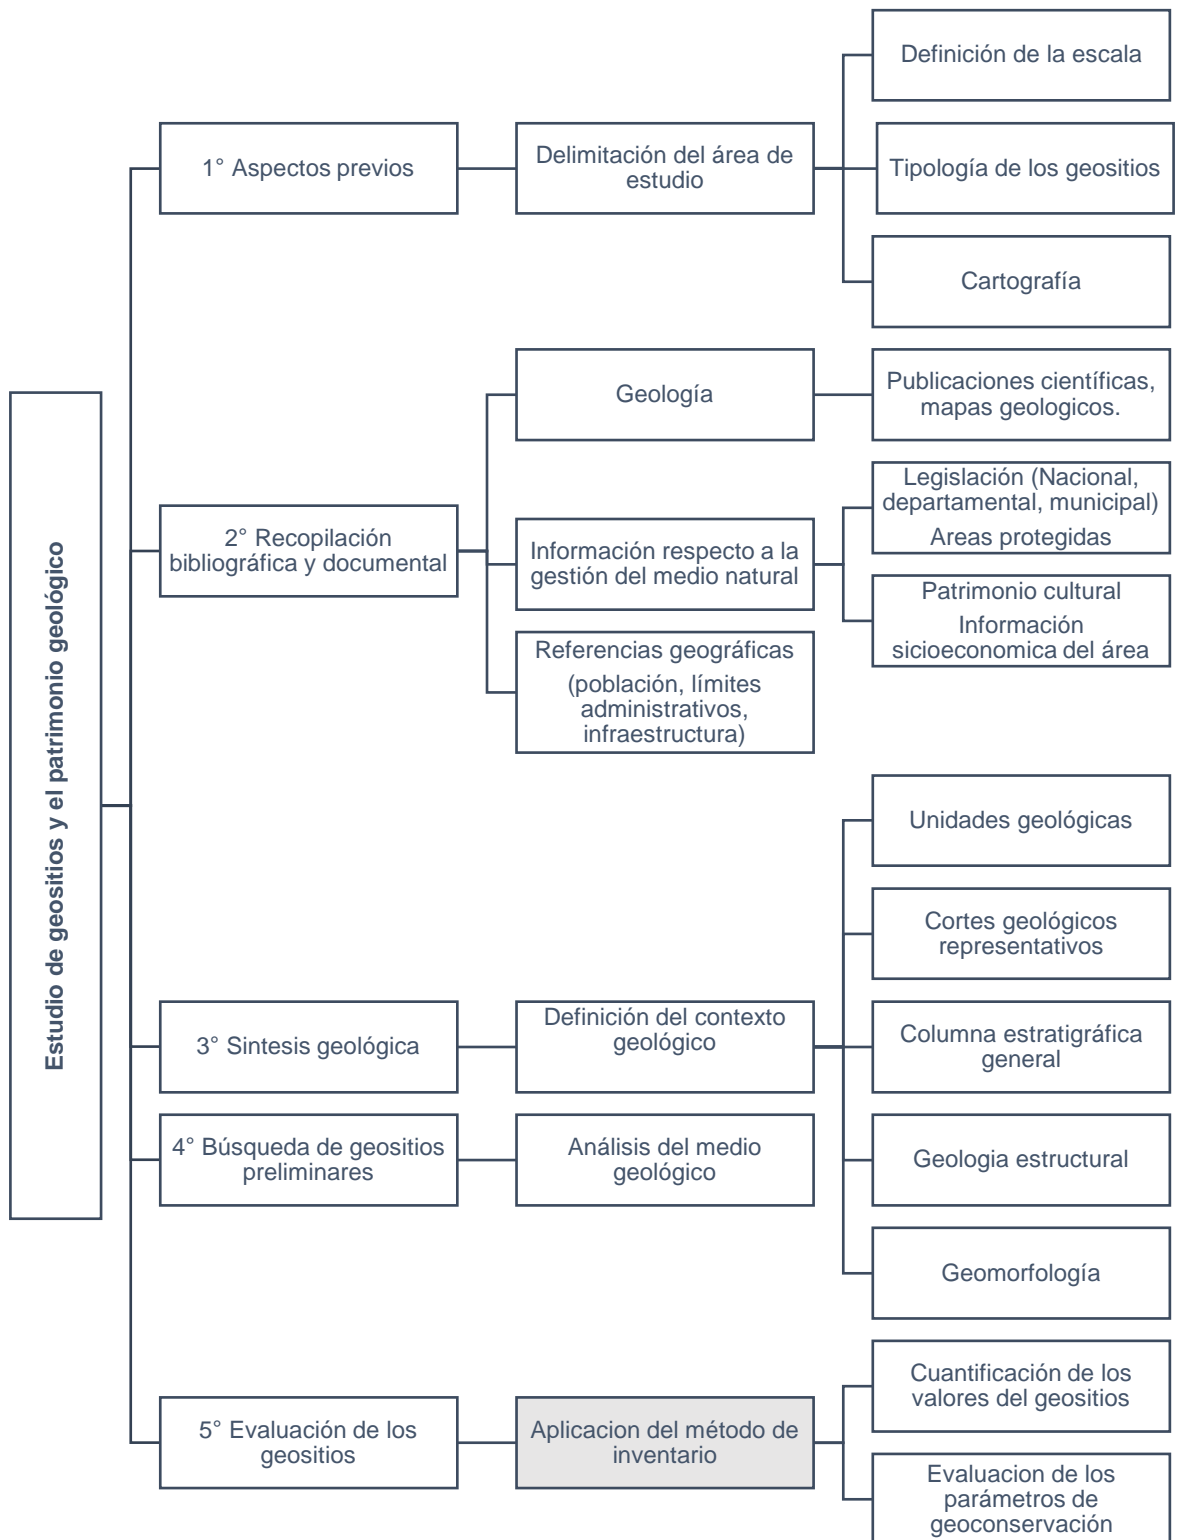 Estudio de geositios y el patrimonio geológico
1° Aspectos previos
Delimitación del área de
estudio
Definición de la escala
Tipología de los geositios
Cartografía
2° Recopilación
bibliográfica y documental
Geología
Publicaciones científicas,
mapas geologicos.
Información respecto a la
gestión del medio natural
Legislación (Nacional,
departamental, municipal)
Areas protegidas
Patrimonio cultural
Información
sicioeconomica del área
Referencias geográficas
(población, límites
administrativos,
infraestructura)
3° Sintesis geológica
Definición del contexto
geológico
Unidades geológicas
Cortes geológicos
representativos
Columna estratigráfica
general
Geologia estructural
Geomorfología
4° Búsqueda de geositios
preliminares
Análisis del medio
geológico
5° Evaluación de los
geositios
Aplicacion del método de
inventario
Cuantificación de los
valores del geositios
Evaluacion de los
parámetros de
geoconservación